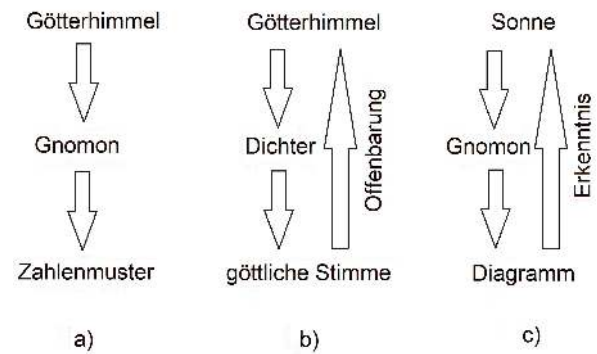 Götterhimmel
Gnomon
Zahlenmuster
a)
Götterhimmel
Dichter
göttliche Stimme
Offenbarung
b)
Sonne
Gnomon
Diagramm
Erkenntnis
c)